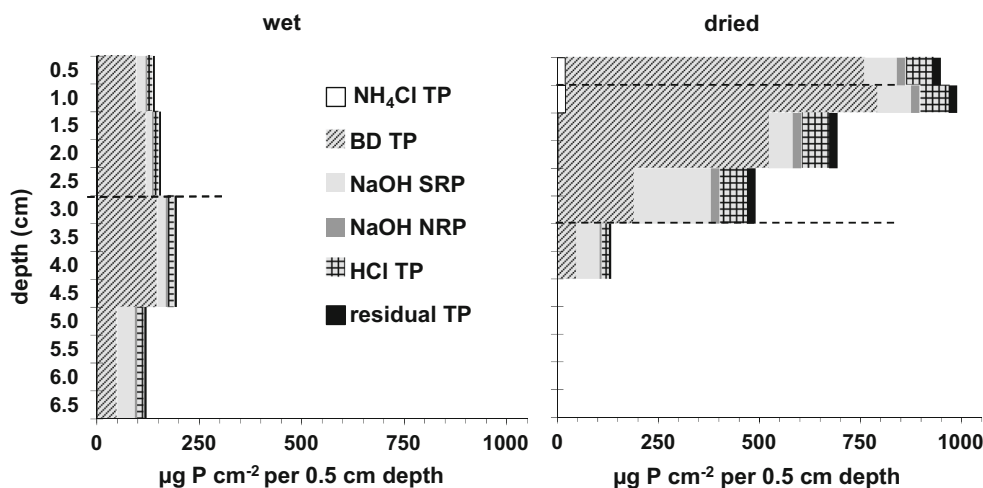 wet
dried
0.5
1.0
1.5
2.0
2.5
3.0
3.5
4.0
4.5
5.0
5.5
6.0
6.5
depth (cm)
NH₄Cl TP
BD TP
NaOH SRP
NaOH NRP
HCl TP
residual TP
0 250 500 750 1000
0 250 500 750 1000
µg P cm⁻² per 0.5 cm depth
µg P cm⁻² per 0.5 cm depth